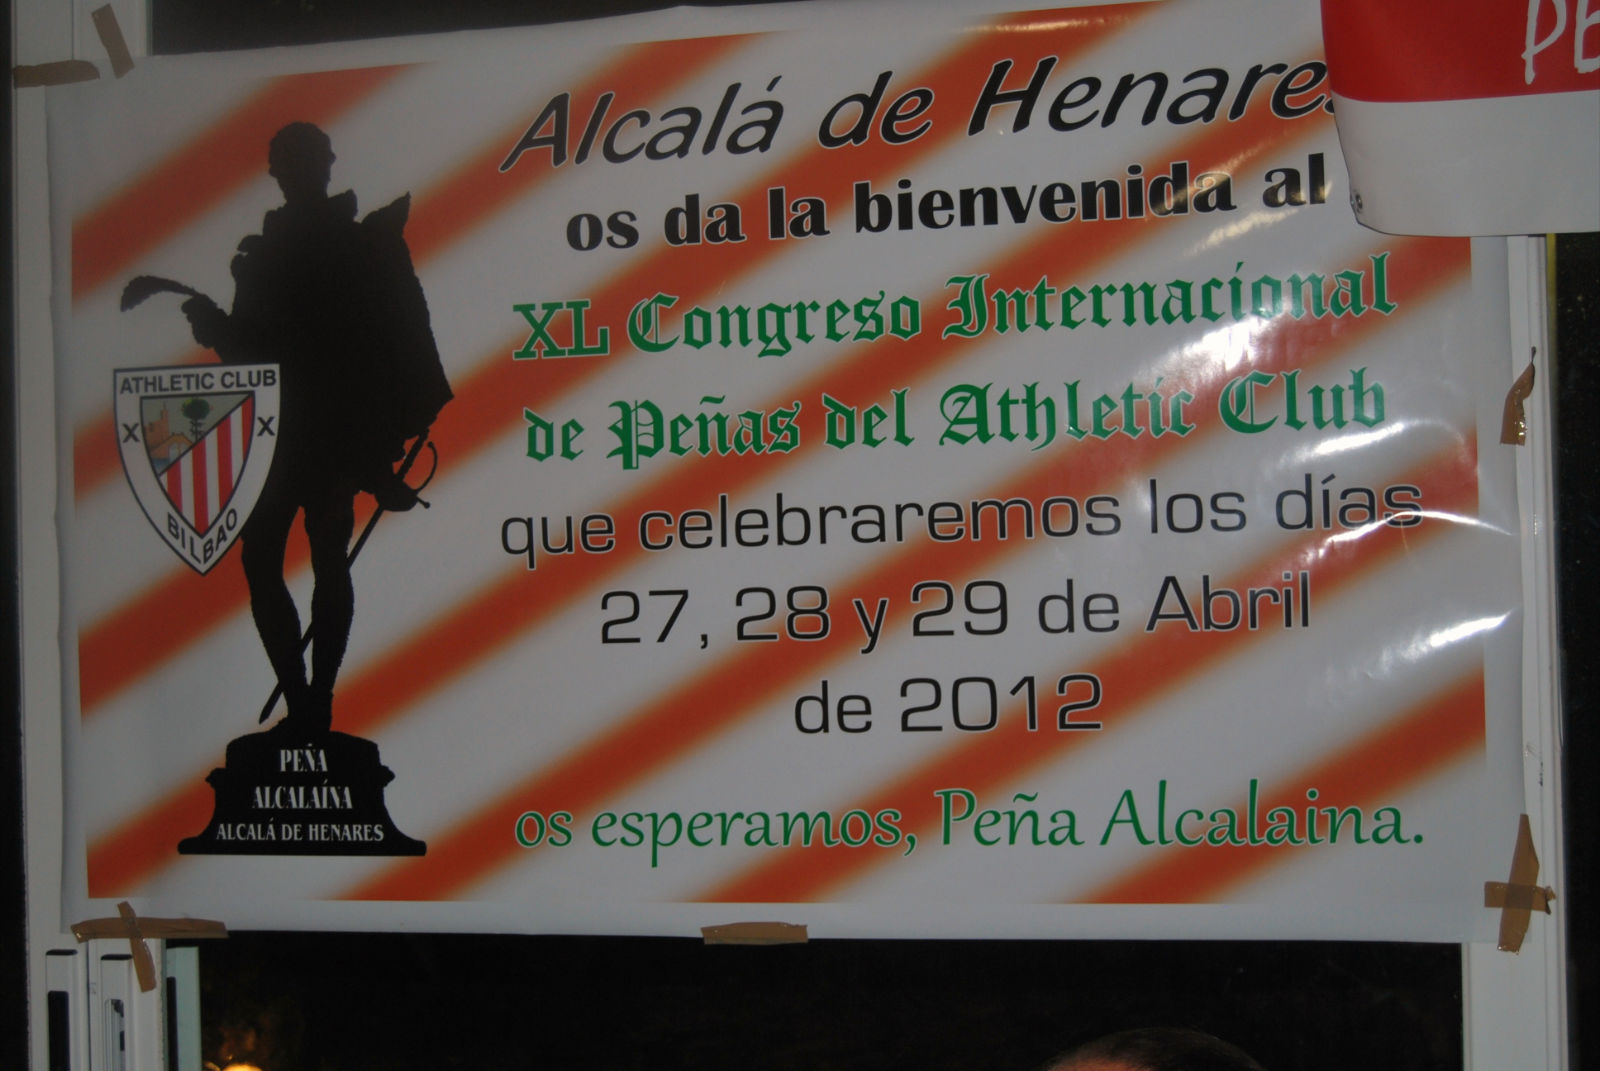 Alcalá de Henares
os da la bienvenida al
XL Congreso Internacional
de Peñas del Athletic Club
que celebraremos los días
27, 28 y 29 de Abril
de 2012
os esperamos, Peña Alcalaina.
ATHLETIC CLUB
X X
BILBAO
PEÑA
ALCALAÍNA
ALCALÁ DE HENARES